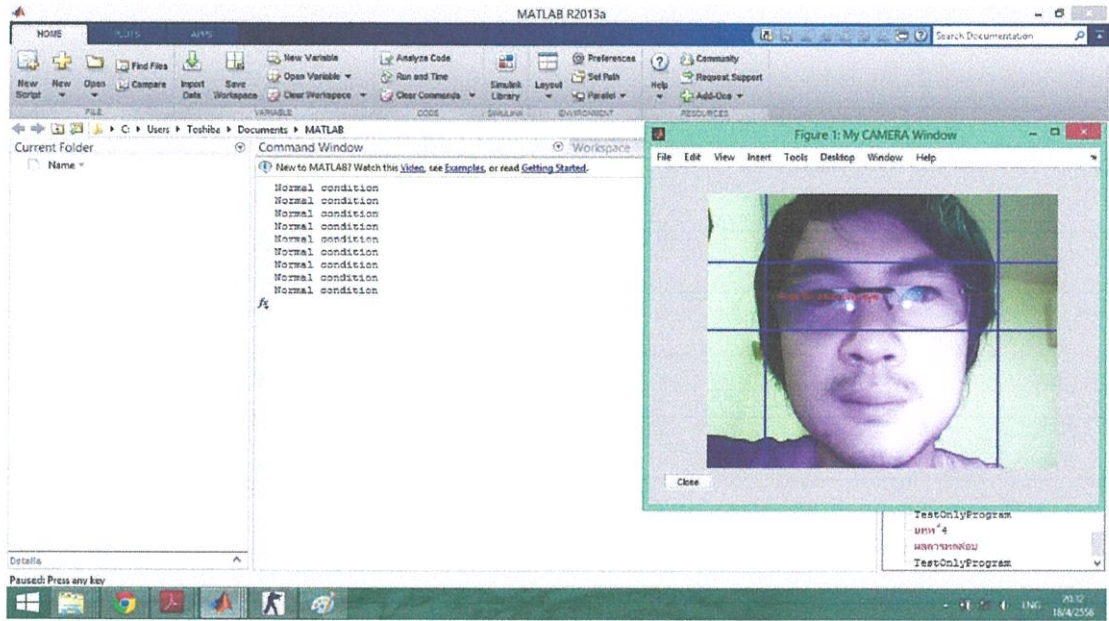 MATLAB R2013a
HOME PLOTS APPS
Search Documentation
New Script
New
Open
Find Files
Compare
Import Data
Save Workspace
New Variable
Open Variable
Clear Workspace
Analyze Code
Run and Time
Clear Commands
Simulink Library
Layout
Preferences
Set Path
Parallel
Help
Community
Request Support
Add-Ons
FILE VARIABLE CODE SIMULINK ENVIRONMENT RESOURCES
C: Users Toshiba Documents MATLAB
Current Folder
Name
Command Window
Workspace
New to MATLAB? Watch this Video, see Examples, or read Getting Started.
Normal condition
Normal condition
Normal condition
Normal condition
Normal condition
Normal condition
Normal condition
Normal condition
Normal condition
fx
Figure 1: My CAMERA Window
File Edit View Insert Tools Desktop Window Help
Close
TestOnlyProgram
บทที่ 4
ผลการทดสอบ
TestOnlyProgram
Details
Paused: Press any key
ENG
20:12
18/4/2556